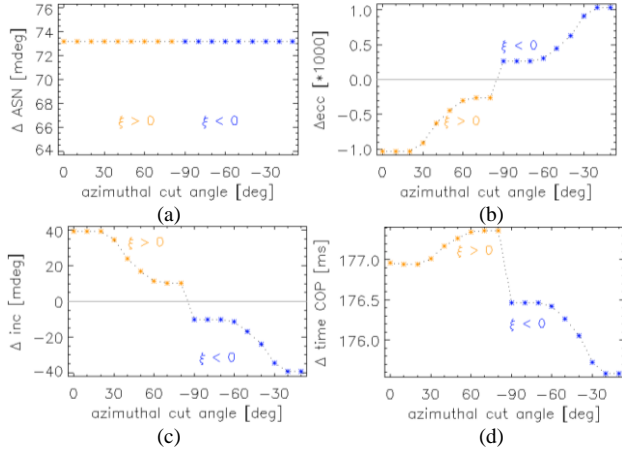 76
74
72
70
68
66
64
Δ ASN [mdeg]
ξ > 0
ξ < 0
0 30 60 −90 −60 −30
azimuthal cut angle [deg]
(a)
1.0
0.5
0.0
−0.5
−1.0
Δecc [*1000]
ξ < 0
ξ > 0
0 30 60 −90 −60 −30
azimuthal cut angle [deg]
(b)
40
20
0
−20
−40
Δ inc [mdeg]
ξ > 0
ξ < 0
0 30 60 −90 −60 −30
azimuthal cut angle [deg]
(c)
177.0
176.5
176.0
Δ time COP [ms]
ξ > 0
ξ < 0
0 30 60 −90 −60 −30
azimuthal cut angle [deg]
(d)